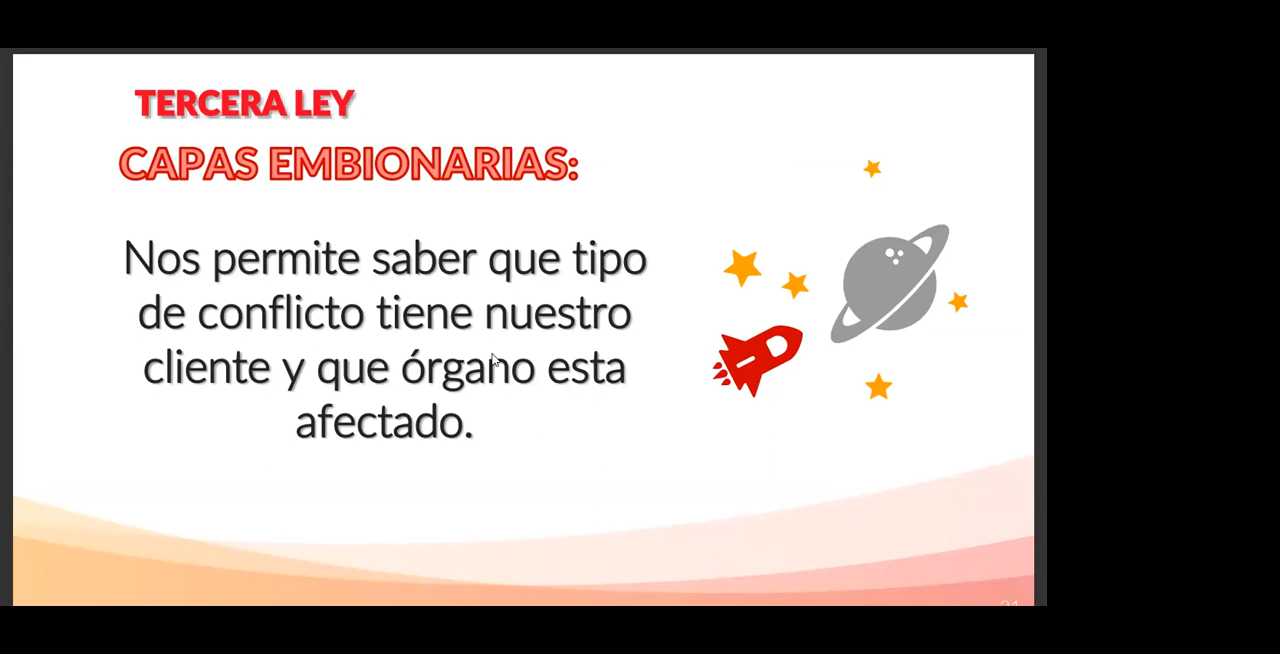 TERCERA LEY
CAPAS EMBIONARIAS:
Nos permite saber que tipo
de conflicto tiene nuestro
cliente y que órgano esta
afectado.